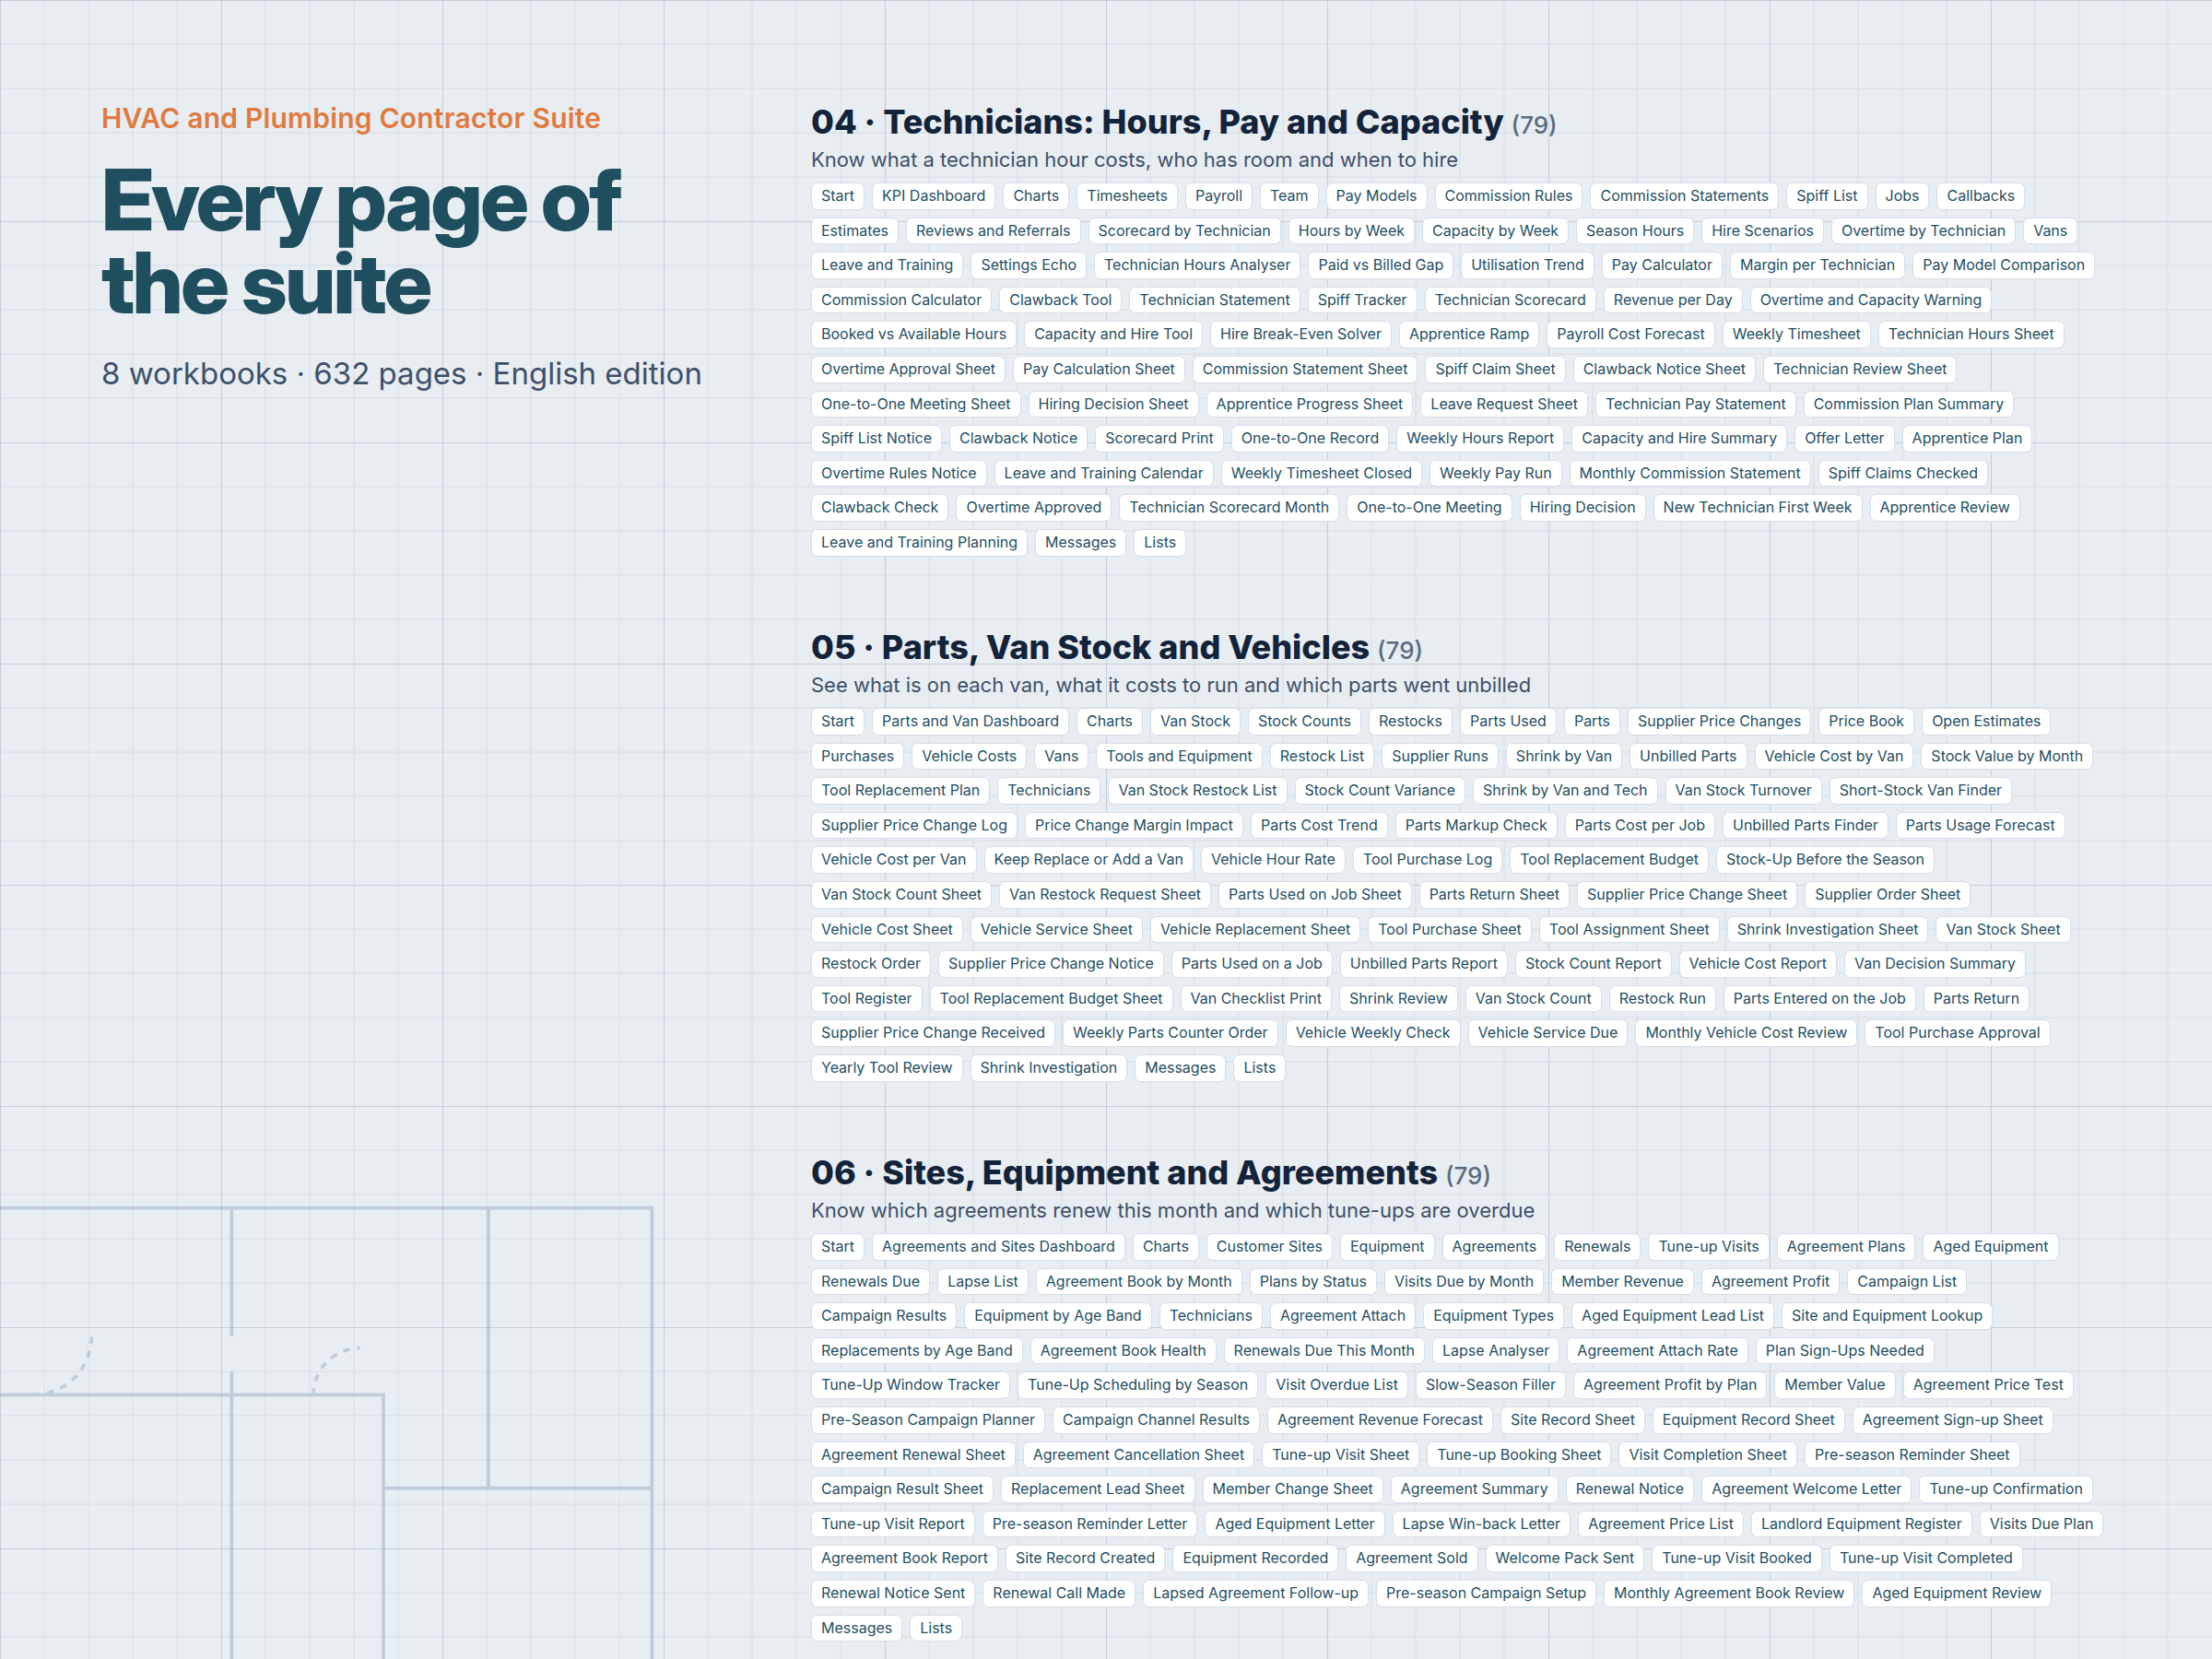 HVAC and Plumbing Contractor Suite
Every page of
the suite
8 workbooks · 632 pages · English edition
04 · Technicians: Hours, Pay and Capacity (79)
Know what a technician hour costs, who has room and when to hire
Start KPI Dashboard Charts Timesheets Payroll Team Pay Models Commission Rules Commission Statements Spiff List Jobs Callbacks
Estimates Reviews and Referrals Scorecard by Technician Hours by Week Capacity by Week Season Hours Hire Scenarios Overtime by Technician Vans
Leave and Training Settings Echo Technician Hours Analyser Paid vs Billed Gap Utilisation Trend Pay Calculator Margin per Technician Pay Model Comparison
Commission Calculator Clawback Tool Technician Statement Spiff Tracker Technician Scorecard Revenue per Day Overtime and Capacity Warning
Booked vs Available Hours Capacity and Hire Tool Hire Break-Even Solver Apprentice Ramp Payroll Cost Forecast Weekly Timesheet Technician Hours Sheet
Overtime Approval Sheet Pay Calculation Sheet Commission Statement Sheet Spiff Claim Sheet Clawback Notice Sheet Technician Review Sheet
One-to-One Meeting Sheet Hiring Decision Sheet Apprentice Progress Sheet Leave Request Sheet Technician Pay Statement Commission Plan Summary
Spiff List Notice Clawback Notice Scorecard Print One-to-One Record Weekly Hours Report Capacity and Hire Summary Offer Letter Apprentice Plan
Overtime Rules Notice Leave and Training Calendar Weekly Timesheet Closed Weekly Pay Run Monthly Commission Statement Spiff Claims Checked
Clawback Check Overtime Approved Technician Scorecard Month One-to-One Meeting Hiring Decision New Technician First Week Apprentice Review
Leave and Training Planning Messages Lists
05 · Parts, Van Stock and Vehicles (79)
See what is on each van, what it costs to run and which parts went unbilled
Start Parts and Van Dashboard Charts Van Stock Stock Counts Restocks Parts Used Parts Supplier Price Changes Price Book Open Estimates
Purchases Vehicle Costs Vans Tools and Equipment Restock List Supplier Runs Shrink by Van Unbilled Parts Vehicle Cost by Van Stock Value by Month
Tool Replacement Plan Technicians Van Stock Restock List Stock Count Variance Shrink by Van and Tech Van Stock Turnover Short-Stock Van Finder
Supplier Price Change Log Price Change Margin Impact Parts Cost Trend Parts Markup Check Parts Cost per Job Unbilled Parts Finder Parts Usage Forecast
Vehicle Cost per Van Keep Replace or Add a Van Vehicle Hour Rate Tool Purchase Log Tool Replacement Budget Stock-Up Before the Season
Van Stock Count Sheet Van Restock Request Sheet Parts Used on Job Sheet Parts Return Sheet Supplier Price Change Sheet Supplier Order Sheet
Vehicle Cost Sheet Vehicle Service Sheet Vehicle Replacement Sheet Tool Purchase Sheet Tool Assignment Sheet Shrink Investigation Sheet Van Stock Sheet
Restock Order Supplier Price Change Notice Parts Used on a Job Unbilled Parts Report Stock Count Report Vehicle Cost Report Van Decision Summary
Tool Register Tool Replacement Budget Sheet Van Checklist Print Shrink Review Van Stock Count Restock Run Parts Entered on the Job Parts Return
Supplier Price Change Received Weekly Parts Counter Order Vehicle Weekly Check Vehicle Service Due Monthly Vehicle Cost Review Tool Purchase Approval
Yearly Tool Review Shrink Investigation Messages Lists
06 · Sites, Equipment and Agreements (79)
Know which agreements renew this month and which tune-ups are overdue
Start Agreements and Sites Dashboard Charts Customer Sites Equipment Agreements Renewals Tune-up Visits Agreement Plans Aged Equipment
Renewals Due Lapse List Agreement Book by Month Plans by Status Visits Due by Month Member Revenue Agreement Profit Campaign List
Campaign Results Equipment by Age Band Technicians Agreement Attach Equipment Types Aged Equipment Lead List Site and Equipment Lookup
Replacements by Age Band Agreement Book Health Renewals Due This Month Lapse Analyser Agreement Attach Rate Plan Sign-Ups Needed
Tune-Up Window Tracker Tune-Up Scheduling by Season Visit Overdue List Slow-Season Filler Agreement Profit by Plan Member Value Agreement Price Test
Pre-Season Campaign Planner Campaign Channel Results Agreement Revenue Forecast Site Record Sheet Equipment Record Sheet Agreement Sign-up Sheet
Agreement Renewal Sheet Agreement Cancellation Sheet Tune-up Visit Sheet Tune-up Booking Sheet Visit Completion Sheet Pre-season Reminder Sheet
Campaign Result Sheet Replacement Lead Sheet Member Change Sheet Agreement Summary Renewal Notice Agreement Welcome Letter Tune-up Confirmation
Tune-up Visit Report Pre-season Reminder Letter Aged Equipment Letter Lapse Win-back Letter Agreement Price List Landlord Equipment Register Visits Due Plan
Agreement Book Report Site Record Created Equipment Recorded Agreement Sold Welcome Pack Sent Tune-up Visit Booked Tune-up Visit Completed
Renewal Notice Sent Renewal Call Made Lapsed Agreement Follow-up Pre-season Campaign Setup Monthly Agreement Book Review Aged Equipment Review
Messages Lists